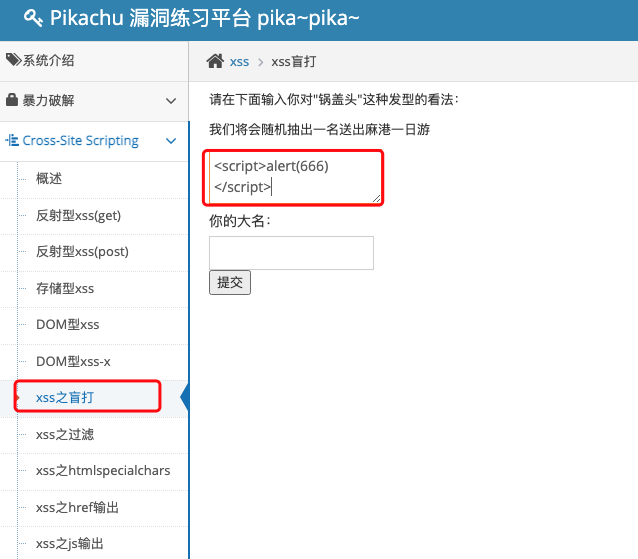 Pikachu 漏洞练习平台 pika~pika~
系统介绍
暴力破解
Cross-Site Scripting
概述
反射型xss(get)
反射型xss(post)
存储型xss
DOM型xss
DOM型xss-x
xss之盲打
xss之过滤
xss之htmlspecialchars
xss之href输出
xss之js输出
xss > xss盲打
请在下面输入你对"锅盖头"这种发型的看法:
我们将会随机抽出一名送出麻港一日游
<script>alert(666)
</script>
你的大名:
提交